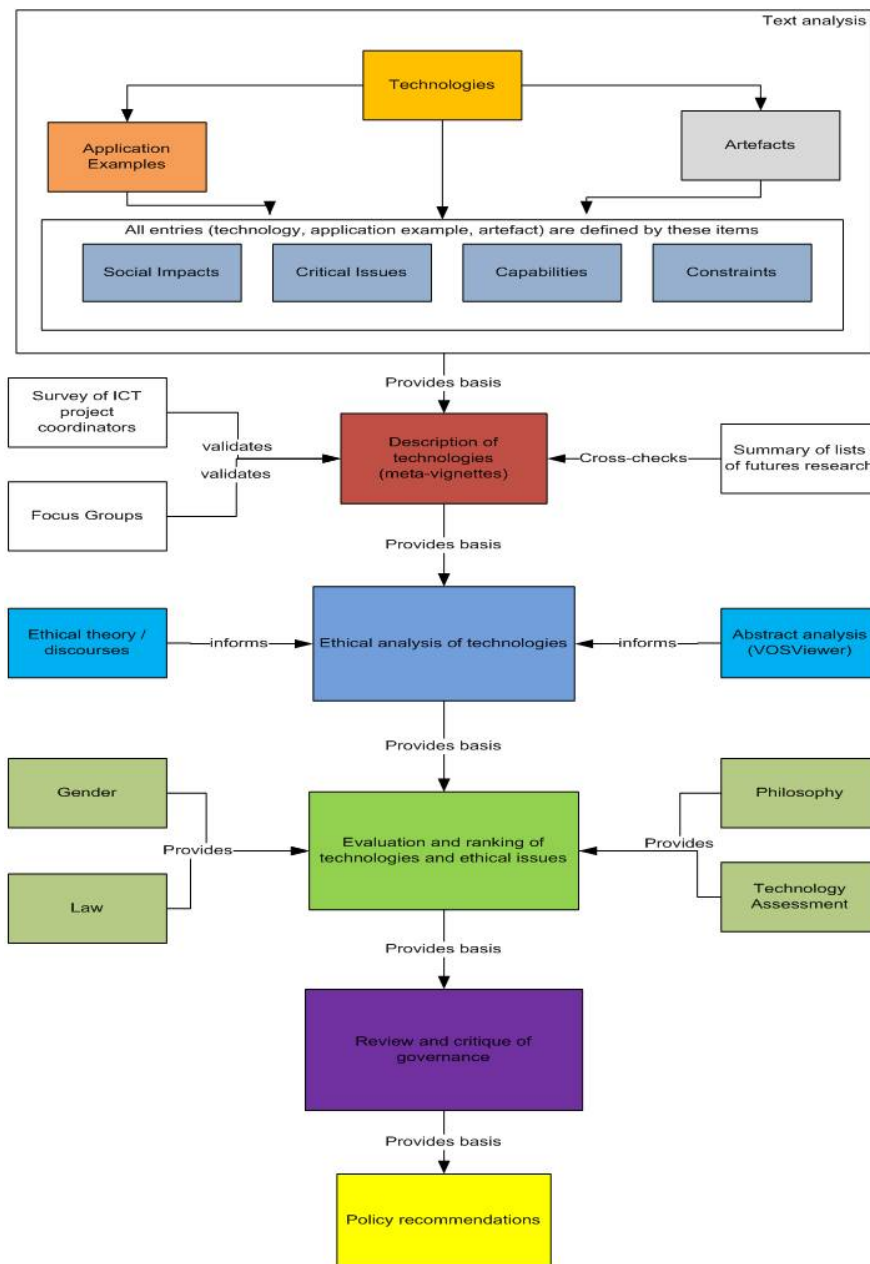 Text analysis
Technologies
Application
Examples
Artefacts
All entries (technology, application example, artefact) are defined by these items
Social Impacts
Critical Issues
Capabilities
Constraints
Provides basis
Survey of ICT
project
coordinators
validates
validates
Focus Groups
Description of
technologies
(meta-vignettes)
Cross-checks
Summary of lists
of futures research
Provides basis
Ethical theory /
discourses
informs
Ethical analysis of technologies
informs
Abstract analysis
(VOSViewer)
Provides basis
Gender
Law
Provides
Evaluation and ranking of
technologies and ethical issues
Provides
Philosophy
Technology
Assessment
Provides basis
Review and critique of
governance
Provides basis
Policy recommendations